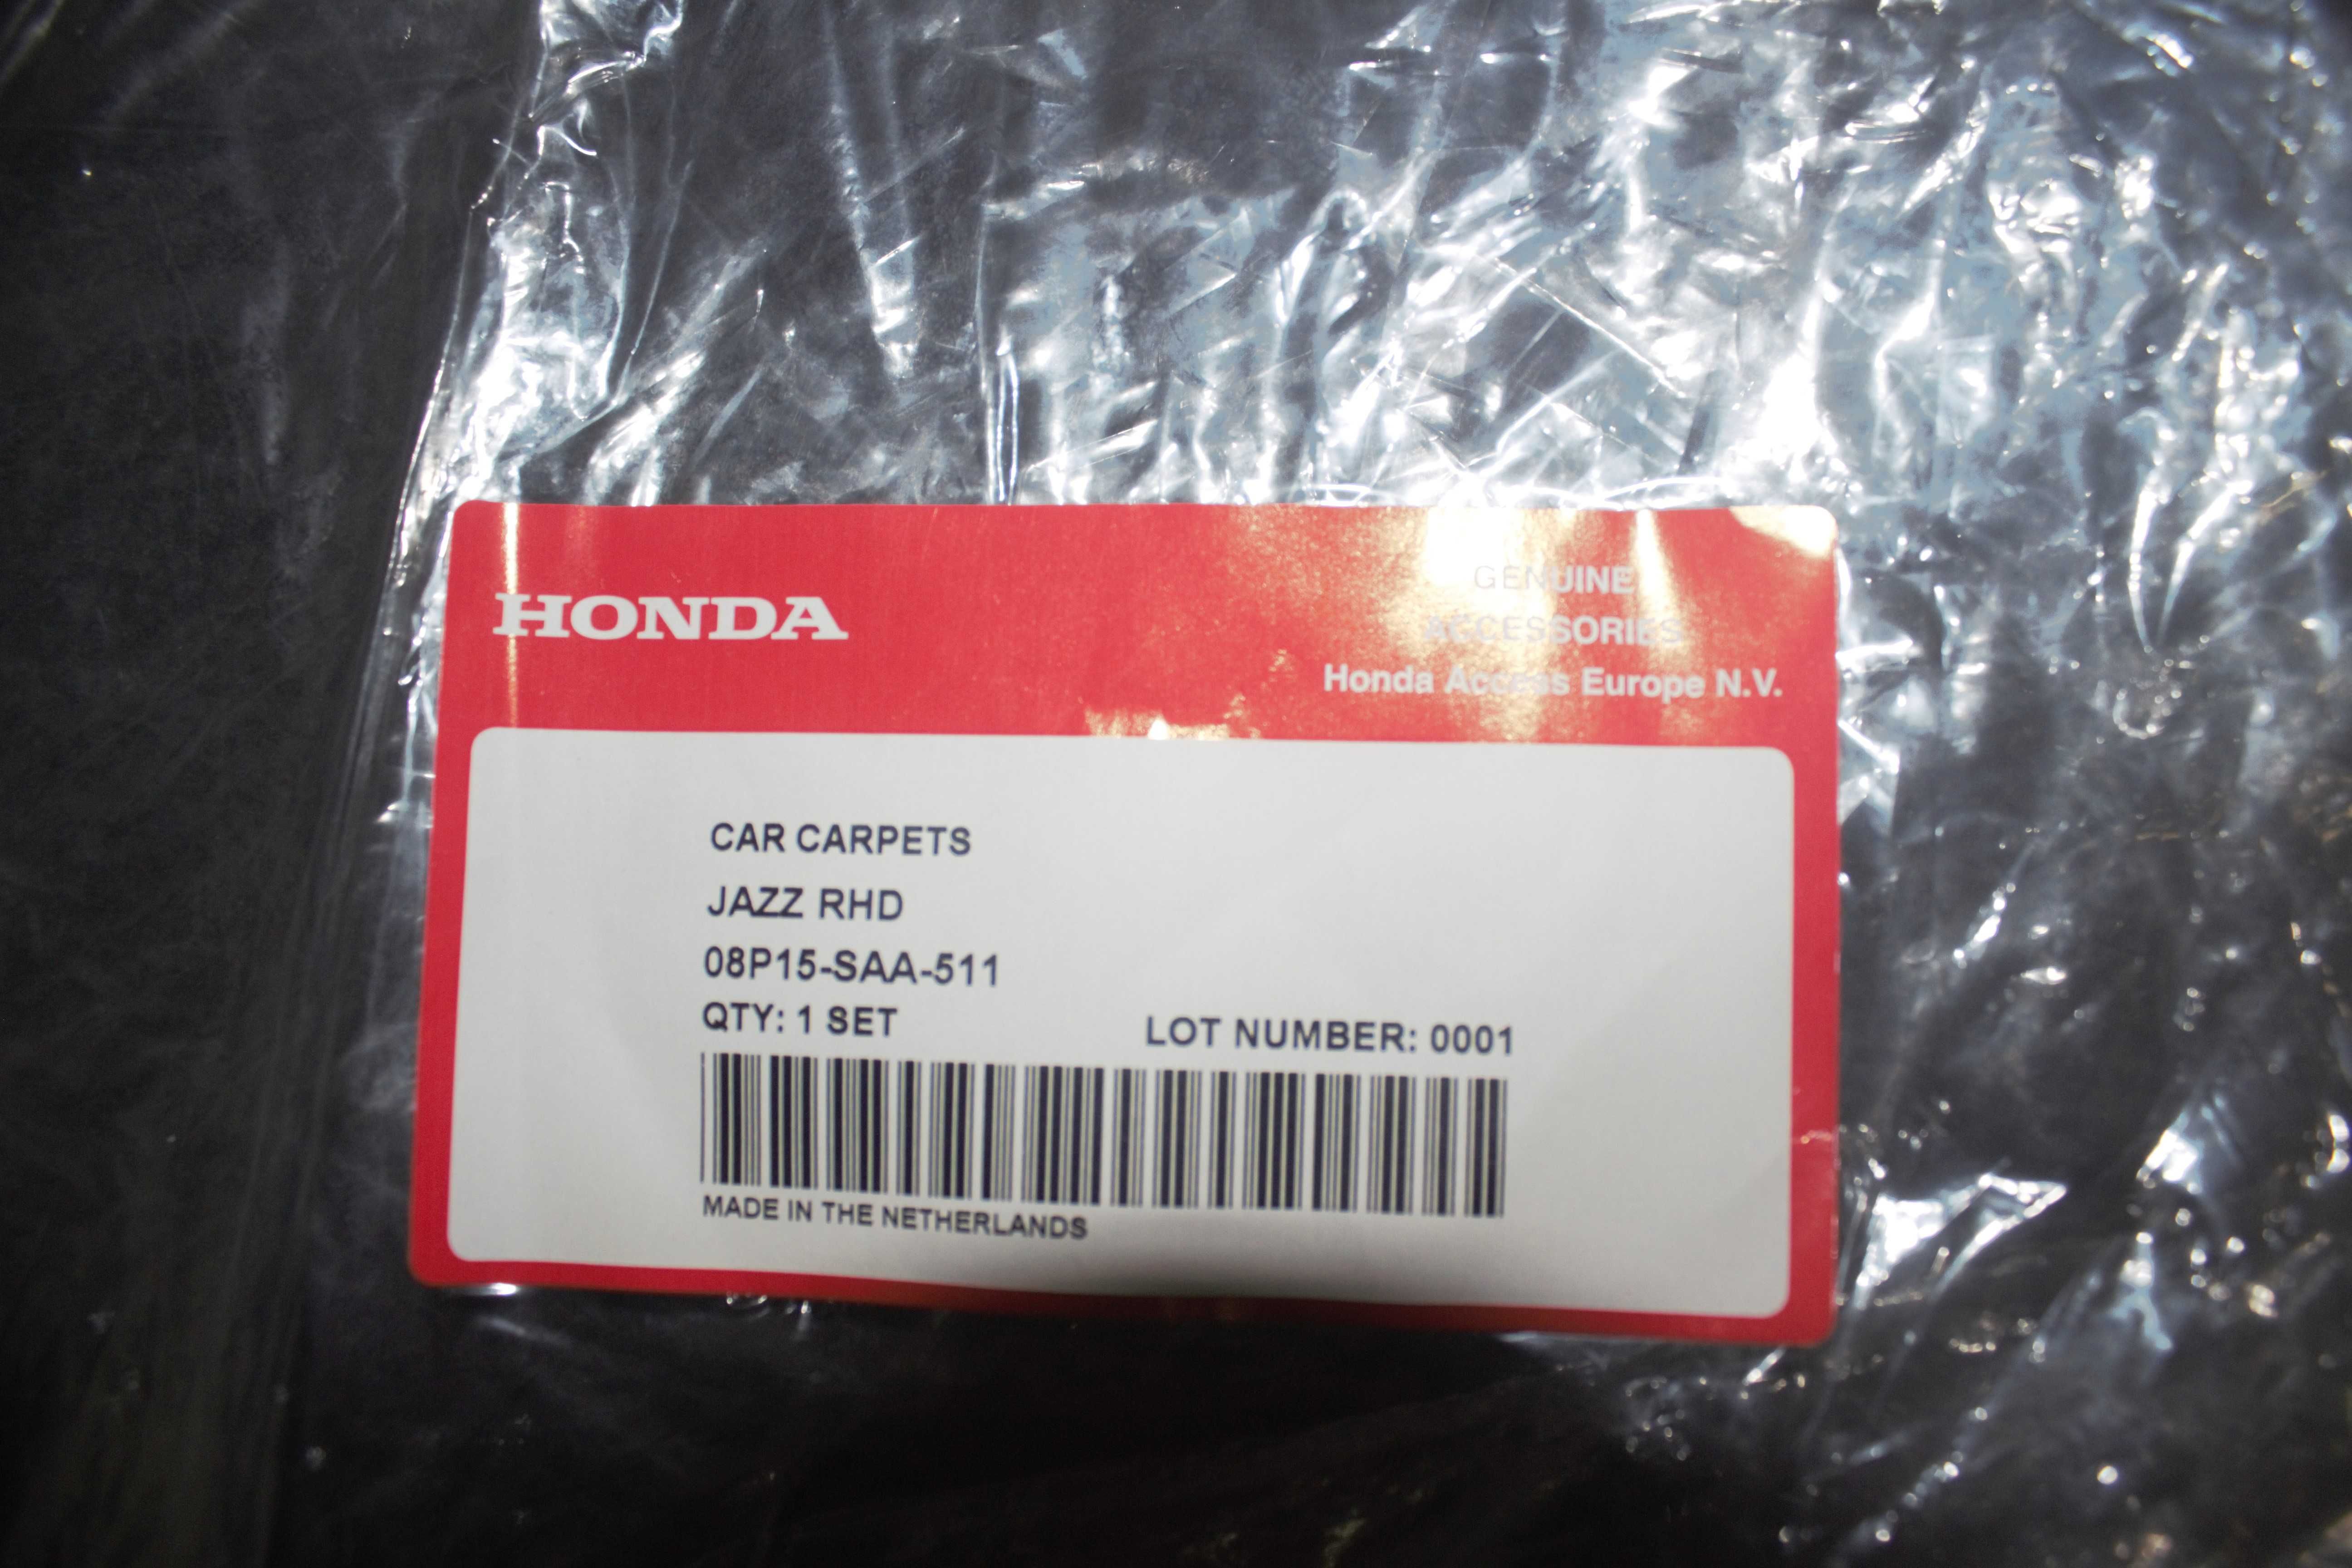 HONDA
GENUINE
ACCESSORIES
Honda Access Europe N.V.
CAR CARPETS
JAZZ RHD
08P15-SAA-511
QTY: 1 SET
LOT NUMBER: 0001
MADE IN THE NETHERLANDS